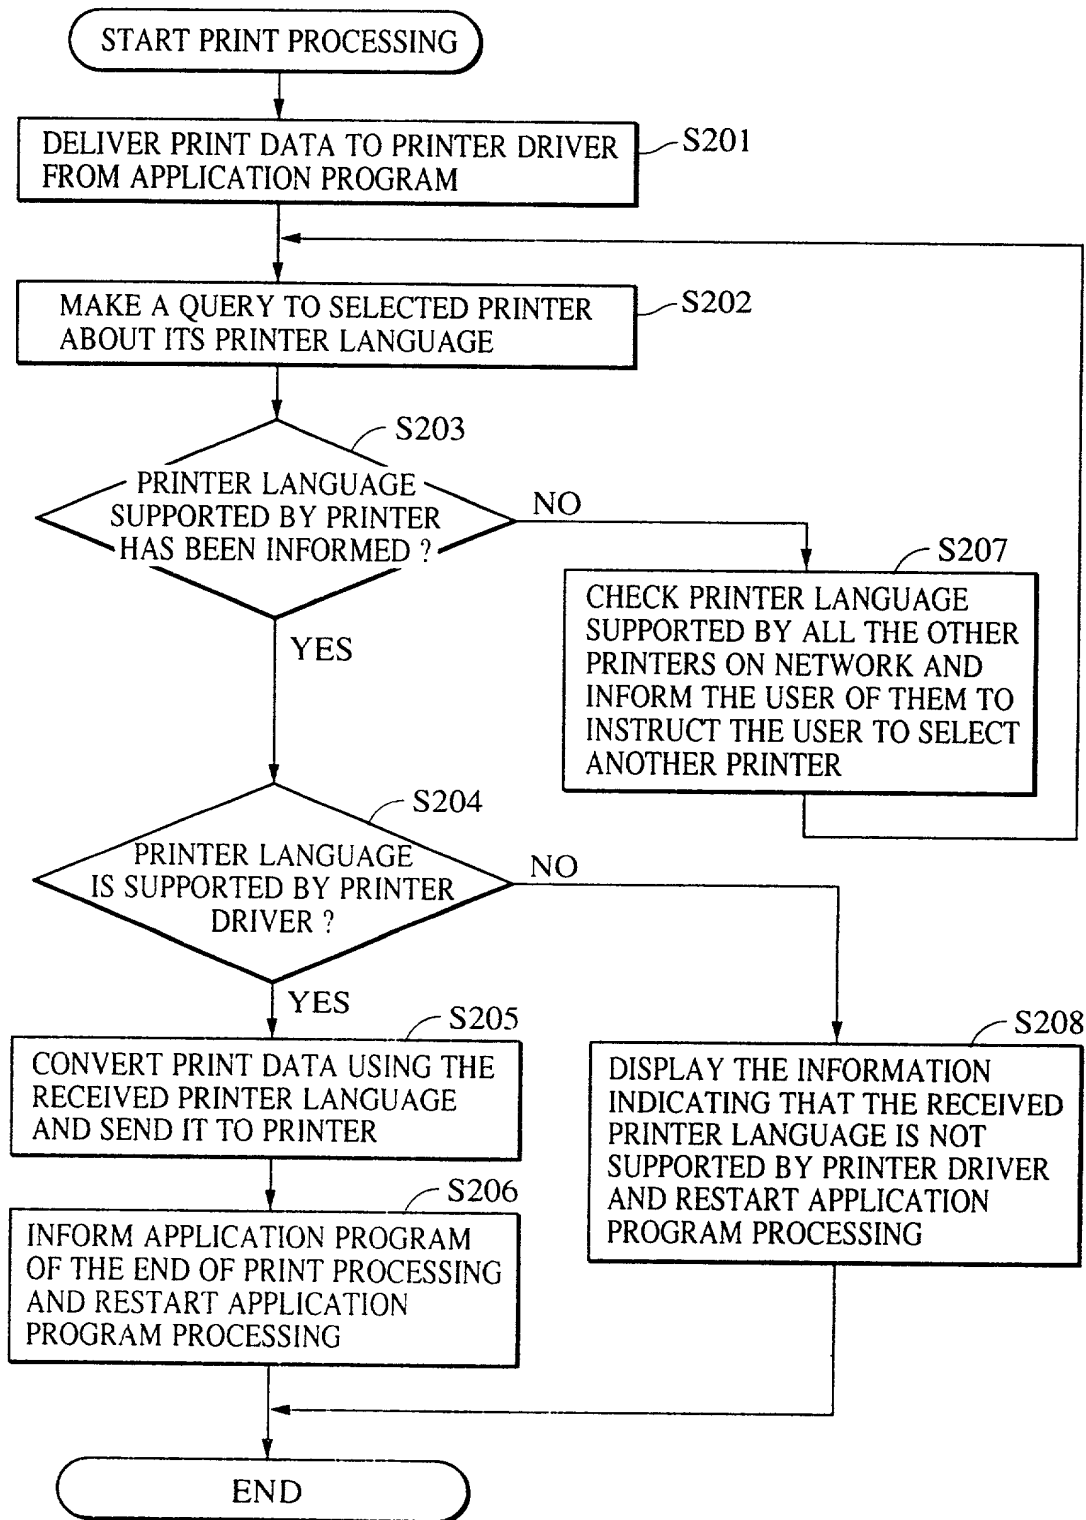 START PRINT PROCESSING
DELIVER PRINT DATA TO PRINTER DRIVER
FROM APPLICATION PROGRAM
S201
MAKE A QUERY TO SELECTED PRINTER
ABOUT ITS PRINTER LANGUAGE
S202
S203
PRINTER LANGUAGE
SUPPORTED BY PRINTER
HAS BEEN INFORMED ?
NO
YES
S207
CHECK PRINTER LANGUAGE
SUPPORTED BY ALL THE OTHER
PRINTERS ON NETWORK AND
INFORM THE USER OF THEM TO
INSTRUCT THE USER TO SELECT
ANOTHER PRINTER
S204
PRINTER LANGUAGE
IS SUPPORTED BY PRINTER
DRIVER ?
NO
YES
S205
CONVERT PRINT DATA USING THE
RECEIVED PRINTER LANGUAGE
AND SEND IT TO PRINTER
S208
DISPLAY THE INFORMATION
INDICATING THAT THE RECEIVED
PRINTER LANGUAGE IS NOT
SUPPORTED BY PRINTER DRIVER
AND RESTART APPLICATION
PROGRAM PROCESSING
S206
INFORM APPLICATION PROGRAM
OF THE END OF PRINT PROCESSING
AND RESTART APPLICATION
PROGRAM PROCESSING
END